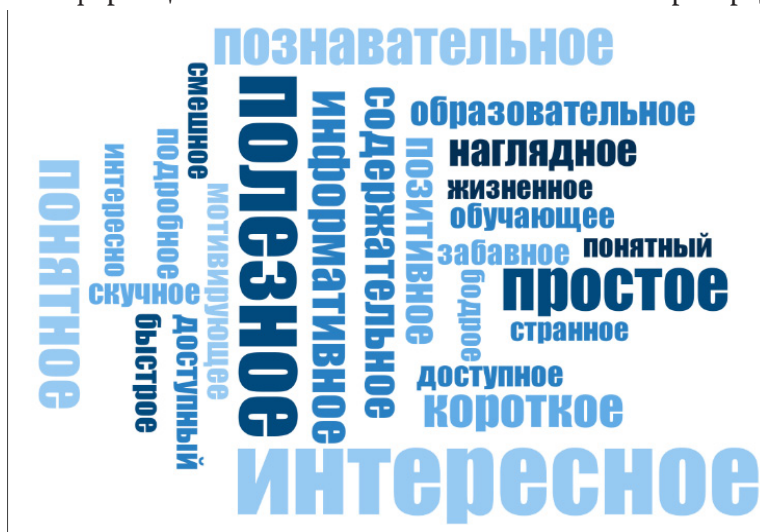 познавательное
смешное
полезное
информативное
содержательное
образовательное
наглядное
позитивное
жизненное
обучающее
понятное
интересно
подробное
мотивирующее
забавное
понятный
скучное
бодрое
простое
странное
быстрое
доступный
доступное
короткое
интересное